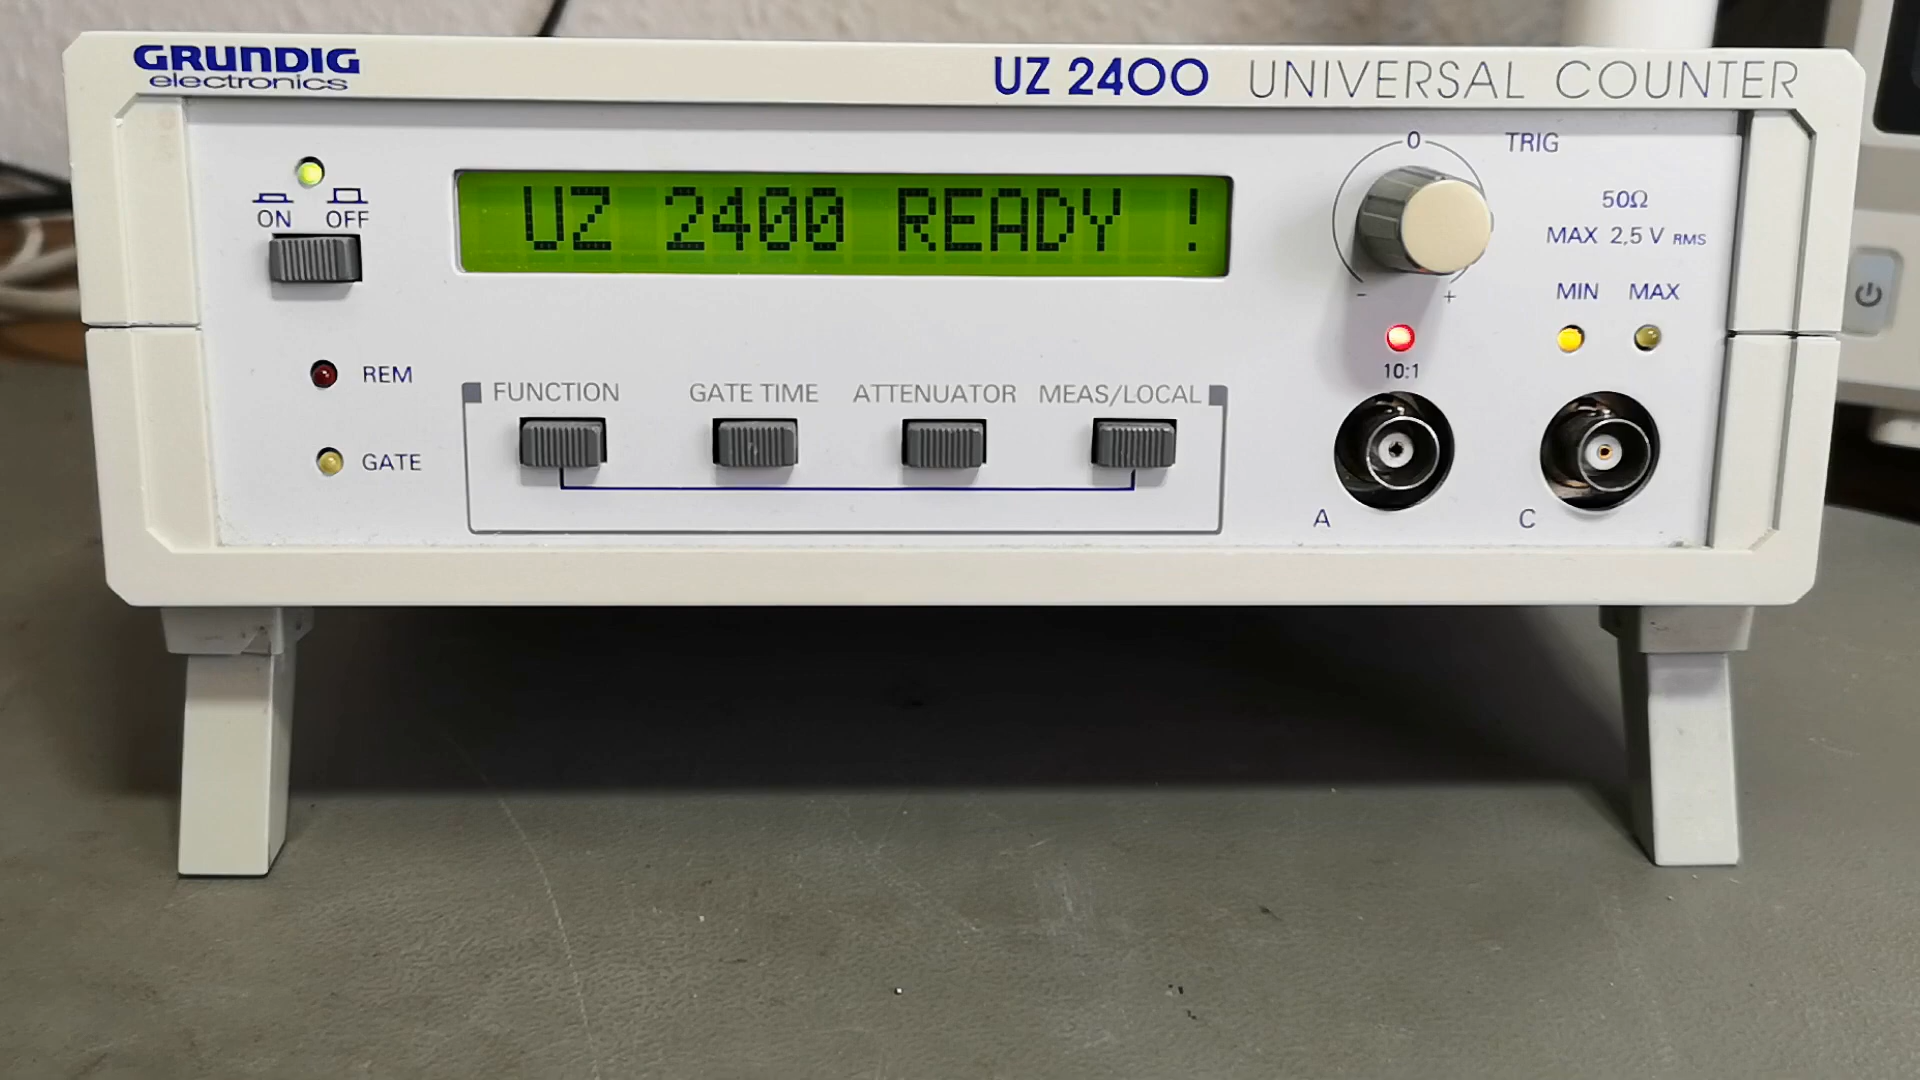 GRUNDIG
electronics
UZ 2400 UNIVERSAL COUNTER
ON OFF
UZ 2400 READY !
0
TRIG
50Ω
MAX 2,5 V RMS
- +
MIN MAX
10:1
REM
GATE
FUNCTION GATE TIME ATTENUATOR MEAS/LOCAL
A C